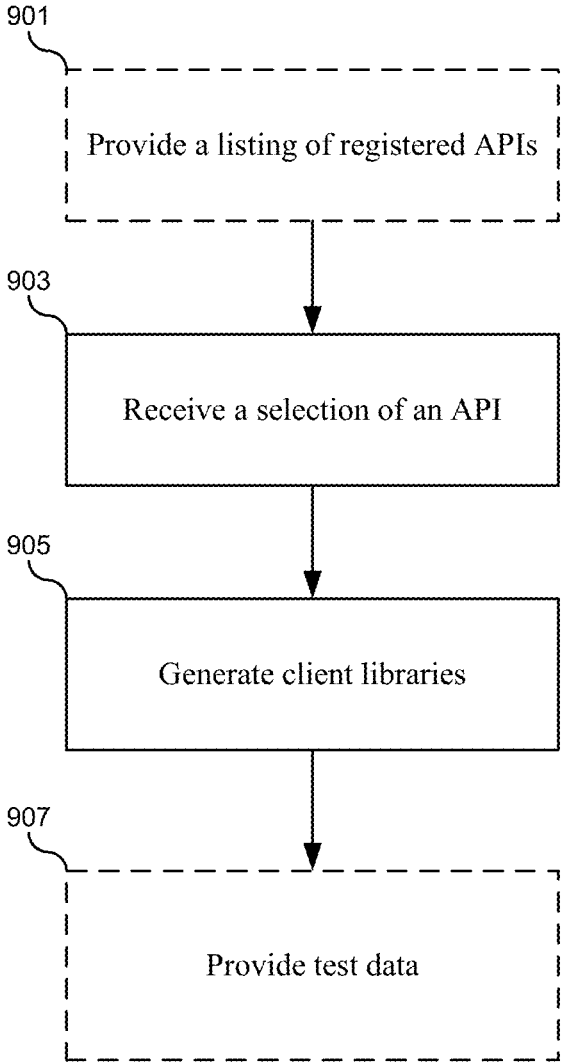 901
Provide a listing of registered APIs
903
Receive a selection of an API
905
Generate client libraries
907
Provide test data